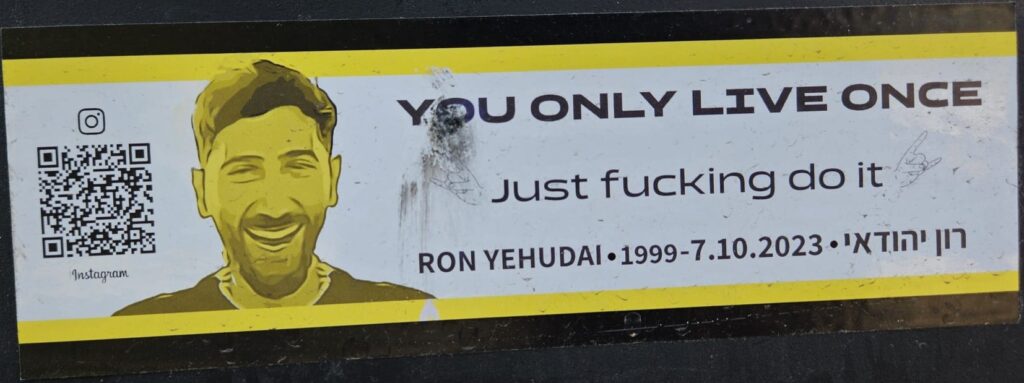 YOU ONLY LIVE ONCE
Just fucking do it
RON YEHUDAI • 1999-7.10.2023 • רון יהודאי
Instagram